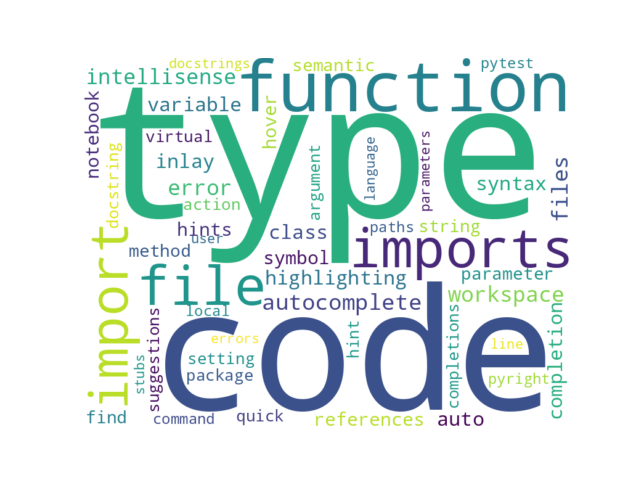 docstrings
semantic
pytest
intellisense
function
notebook
variable
hover
type
virtual
docstring
inlay
argument
language
parameters
error
action
syntax
files
hints
user
class
paths
string
imports
method
symbol
import
file
highlighting
parameter
autocomplete
workspace
suggestions
local
code
completions
completion
errors
hint
line
setting
stubs
package
pyright
find
command
quick
references
auto